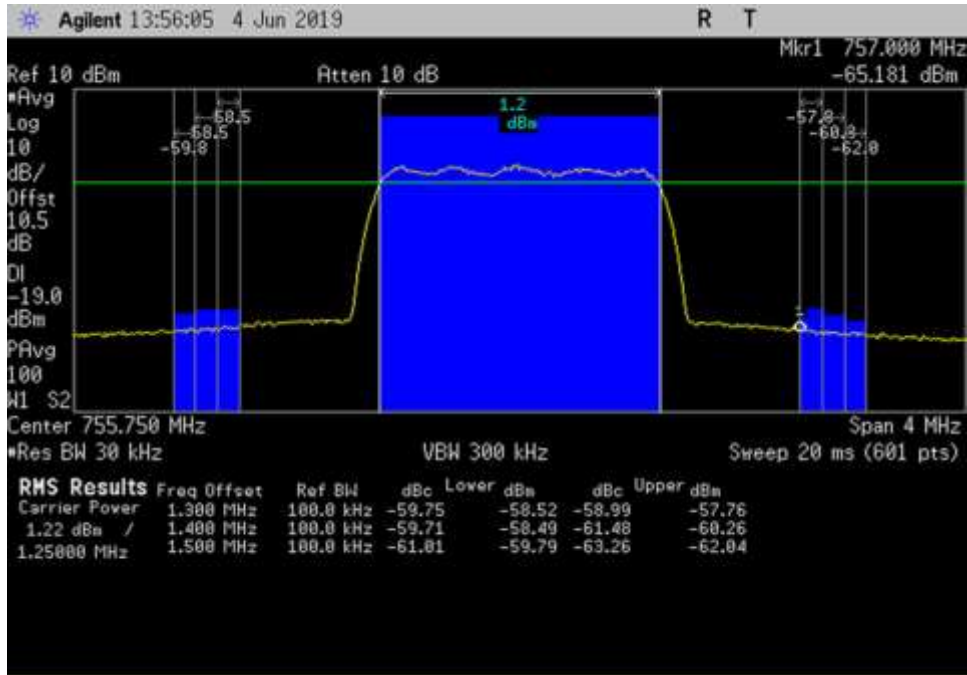 Agilent 13:56:05 4 Jun 2019 R T
Mkr1 757.000 MHz
Ref 10 dBm Atten 10 dB -65.181 dBm
*Avg
Log
10
dB/
Offst
10.5
dB
DI
-19.0
dBm
PAvg
100
W1 S2
1.2
dBm
-58.5
-58.5
-59.8
-57.8
-60.3
-62.0
1
Center 755.750 MHz Span 4 MHz
*Res BW 30 kHz VBW 300 kHz Sweep 20 ms (601 pts)
RMS Results Freq Offset Ref BW dBc Lower dBm dBc Upper dBm
Carrier Power 1.300 MHz 100.0 kHz -59.75 -58.52 -58.99 -57.76
1.22 dBm / 1.400 MHz 100.0 kHz -59.71 -58.49 -61.48 -60.26
1.25000 MHz 1.500 MHz 100.0 kHz -61.01 -59.79 -63.26 -62.04